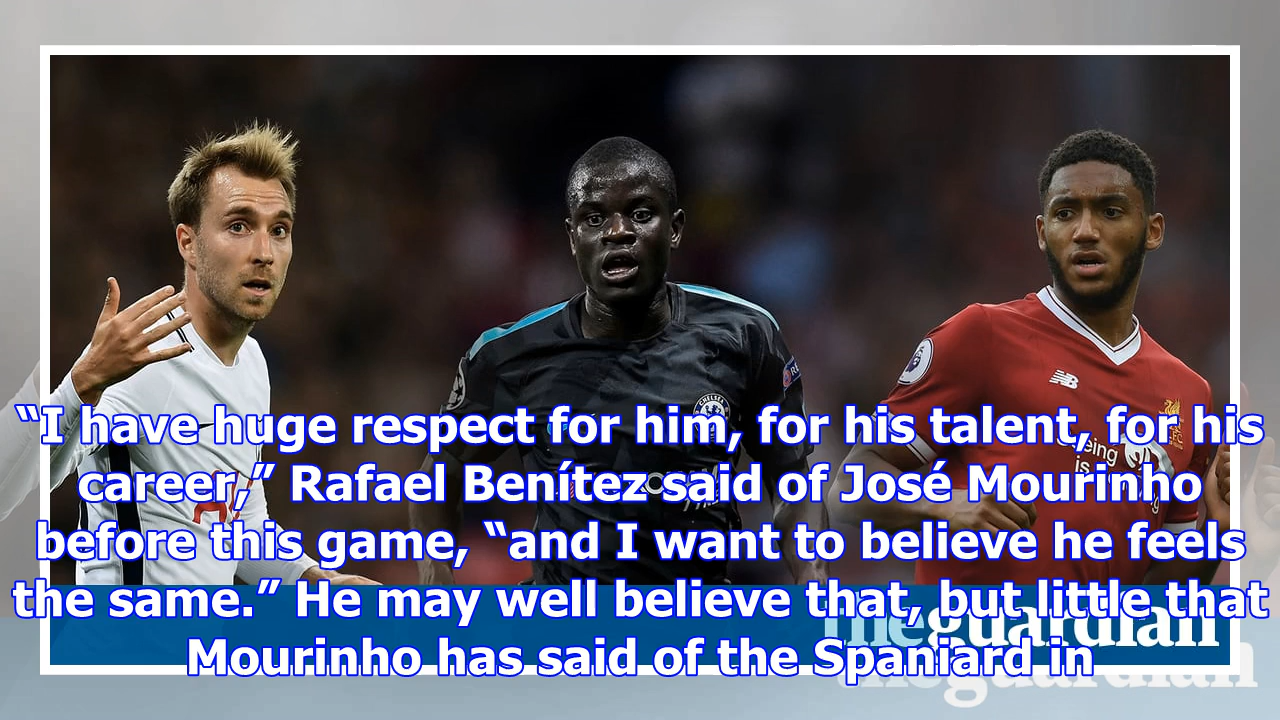 “I have huge respect for him, for his talent, for his
career,” Rafael Benítez said of José Mourinho
before this game, “and I want to believe he feels
the same.” He may well believe that, but little that
Mourinho has said of the Spaniard in
theguardian
CHELSEA